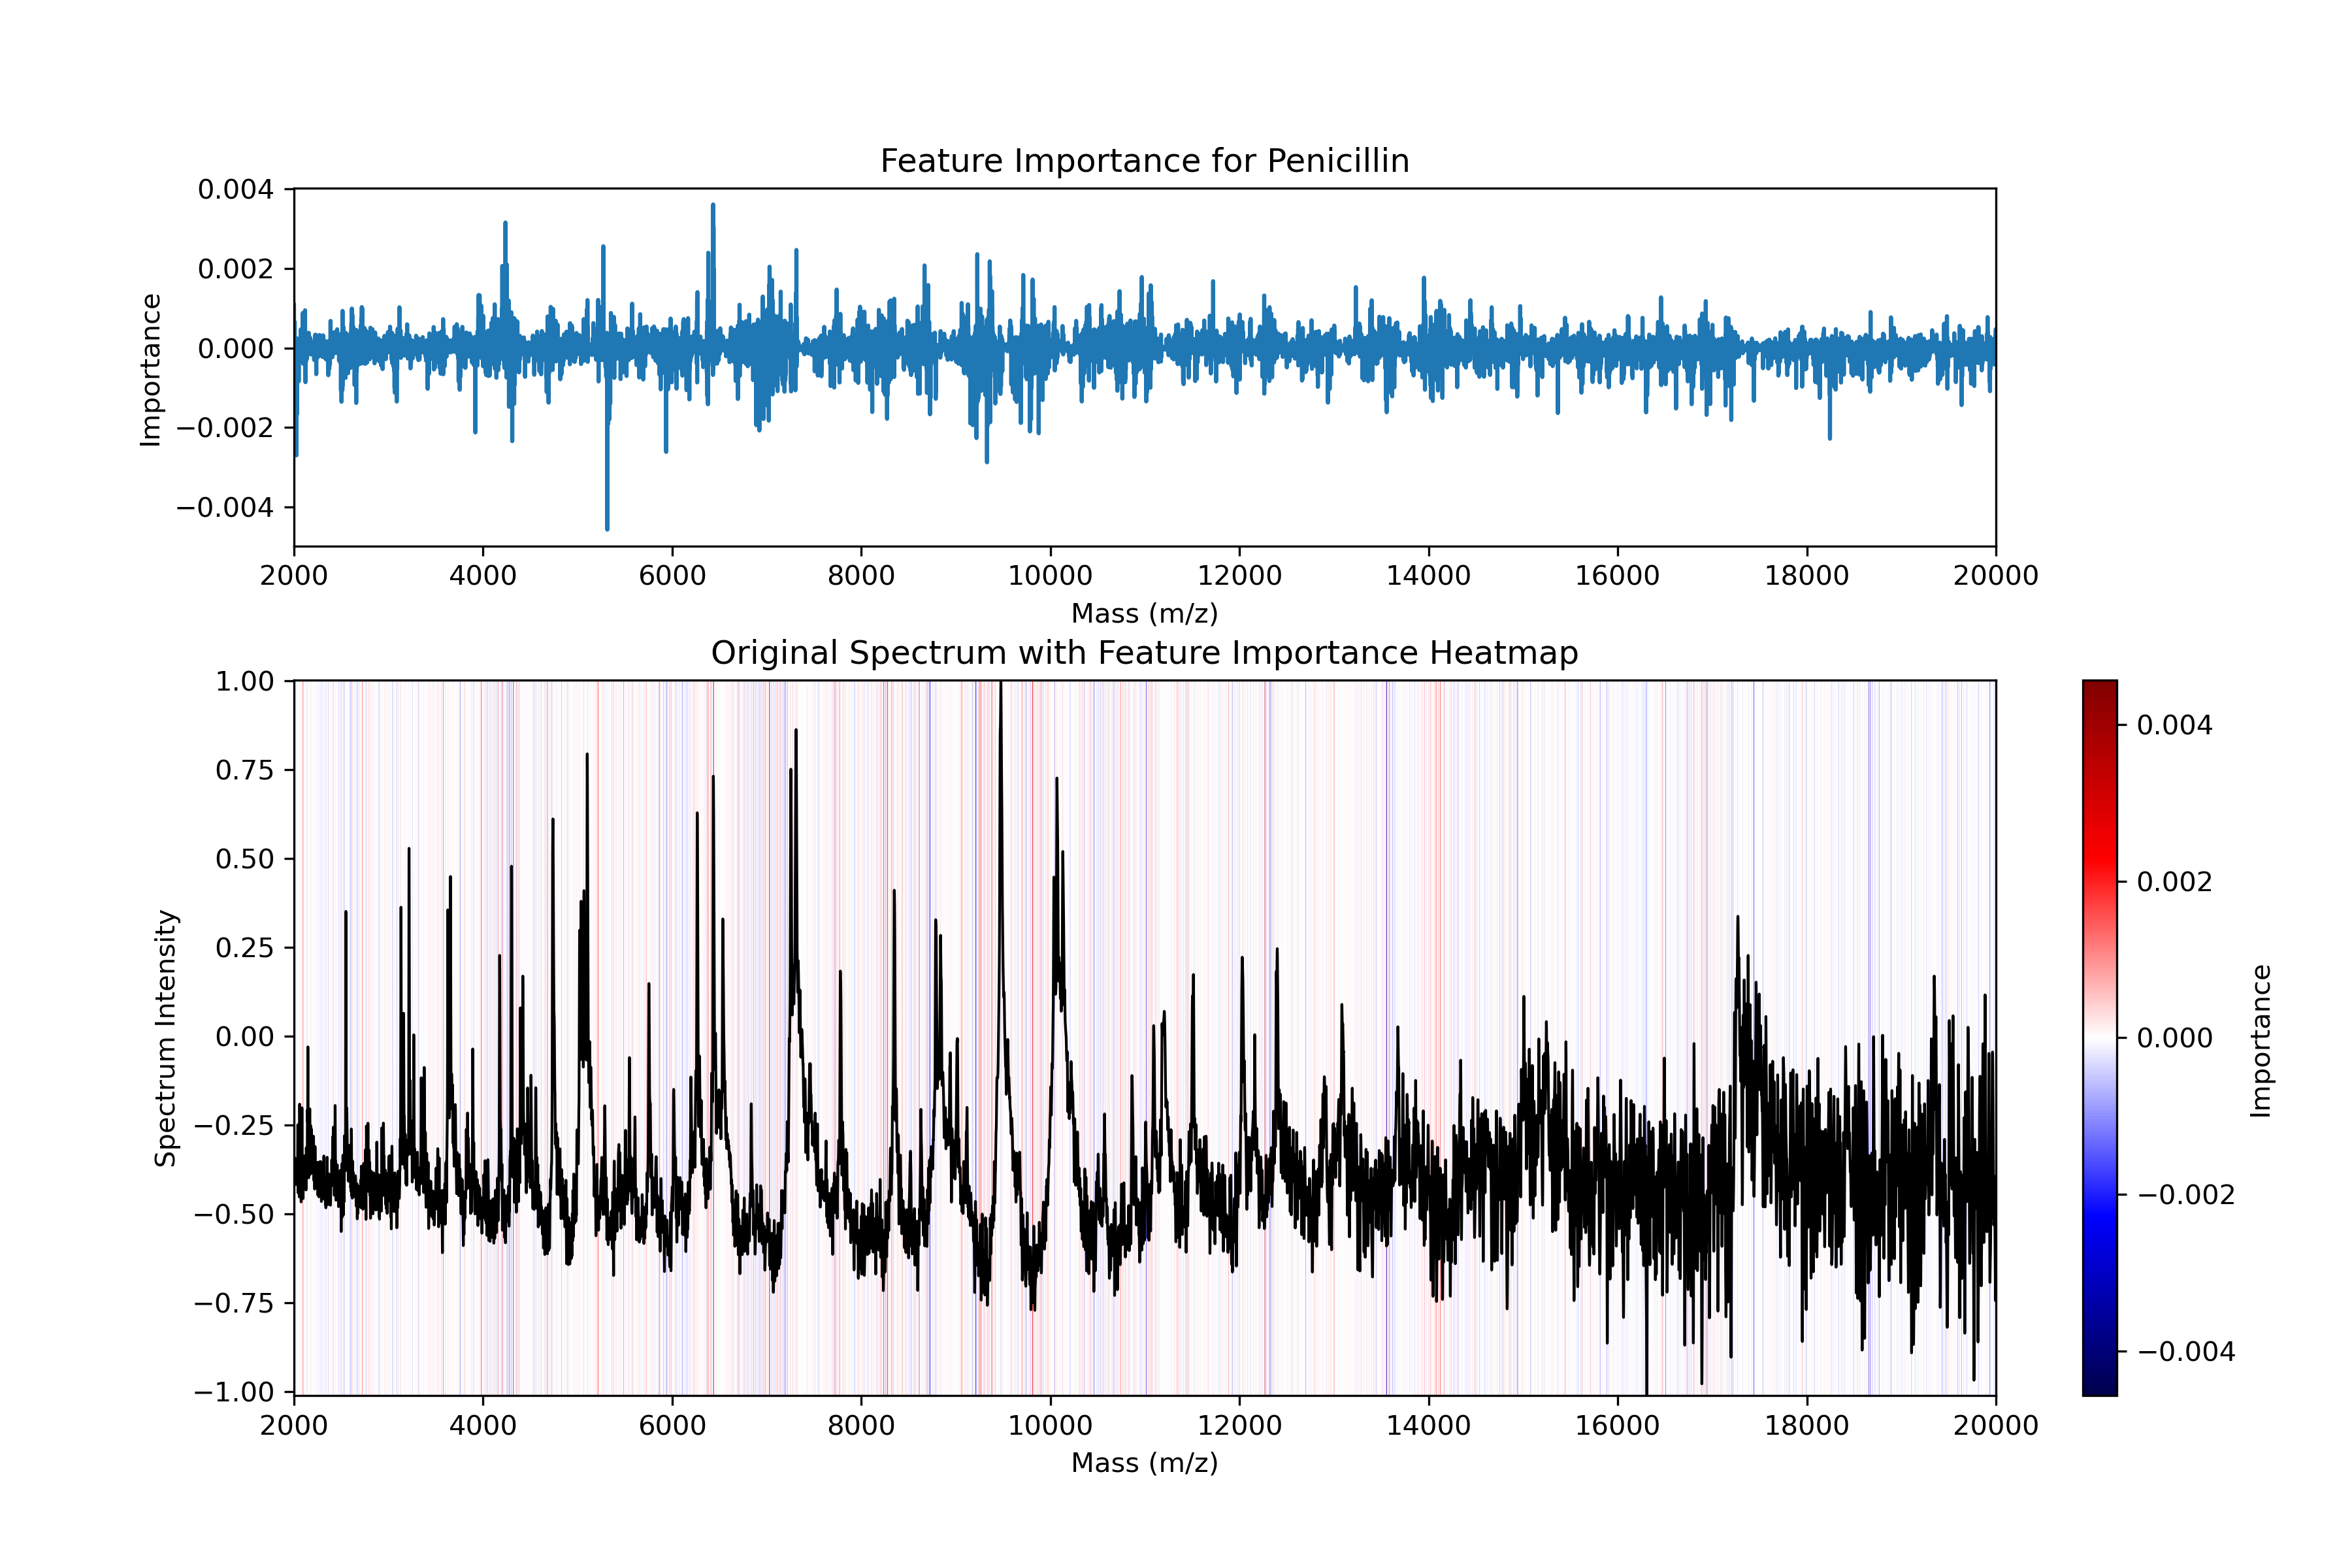 Feature Importance for Penicillin
0.004
0.002
0.000
−0.002
−0.004
Importance
2000 4000 6000 8000 10000 12000 14000 16000 18000 20000
Mass (m/z)
Original Spectrum with Feature Importance Heatmap
1.00
0.75
0.50
0.25
0.00
−0.25
−0.50
−0.75
−1.00
Spectrum Intensity
2000 4000 6000 8000 10000 12000 14000 16000 18000 20000
Mass (m/z)
0.004
0.002
0.000
−0.002
−0.004
Importance